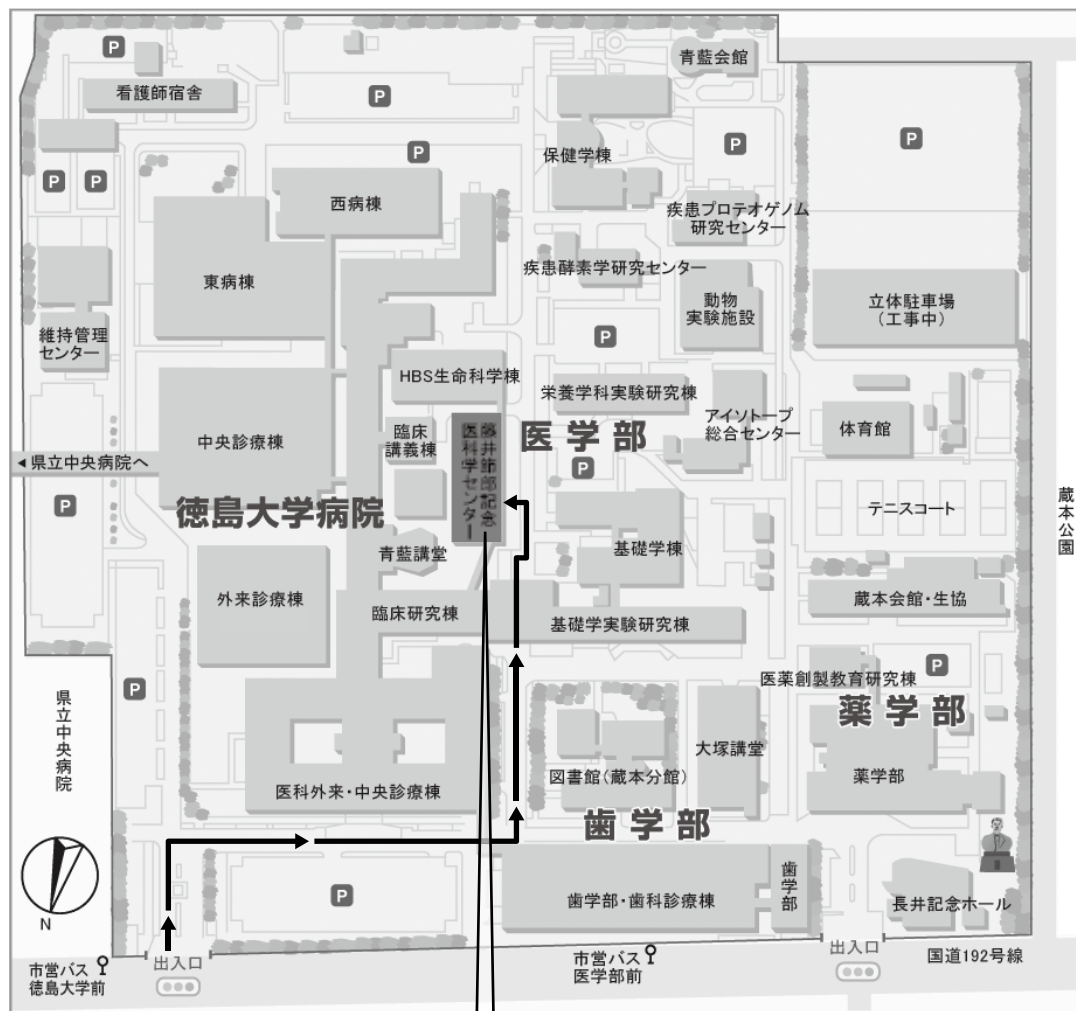 P
青藍会館
看護師宿舎
P
P
P
P
保健学棟
P
P
P
西病棟
疾患プロテオゲノム
研究センター
疾患酵素学研究センター
東病棟
動物
実験施設
立体駐車場
(工事中)
維持管理
センター
P
HBS生命科学棟
栄養学科実験研究棟
アイソトープ
総合センター
体育館
中央診療棟
臨床
講義棟
藤井節郎記念
医科学センター
医学部
◀県立中央病院へ
P
P
徳島大学病院
テニスコート
蔵本公園
青藍講堂
基礎学棟
外来診療棟
臨床研究棟
基礎学実験研究棟
蔵本会館・生協
P
P
医薬創製教育研究棟
薬学部
県立中央病院
大塚講堂
図書館(蔵本分館)
薬学部
医科外来・中央診療棟
歯学部
N
P
歯学部・歯科診療棟
歯学部
長井記念ホール
市営バス
徳島大学前
出入口
市営バス
医学部前
出入口
国道192号線